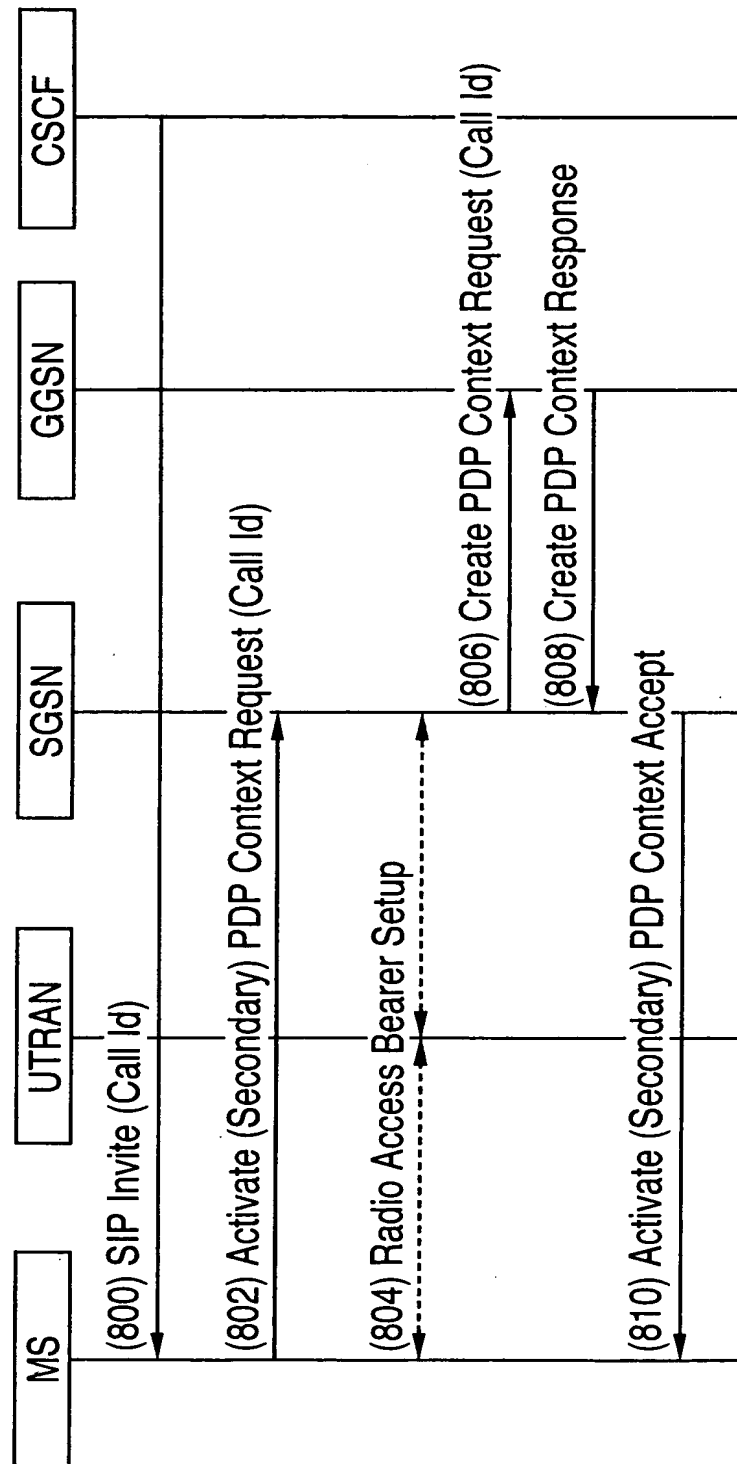 MS
UTRAN
SGSN
GGSN
CSCF
(800) SIP Invite (Call Id)
(802) Activate (Secondary) PDP Context Request (Call Id)
(804) Radio Access Bearer Setup
(806) Create PDP Context Request (Call Id)
(808) Create PDP Context Response
(810) Activate (Secondary) PDP Context Accept